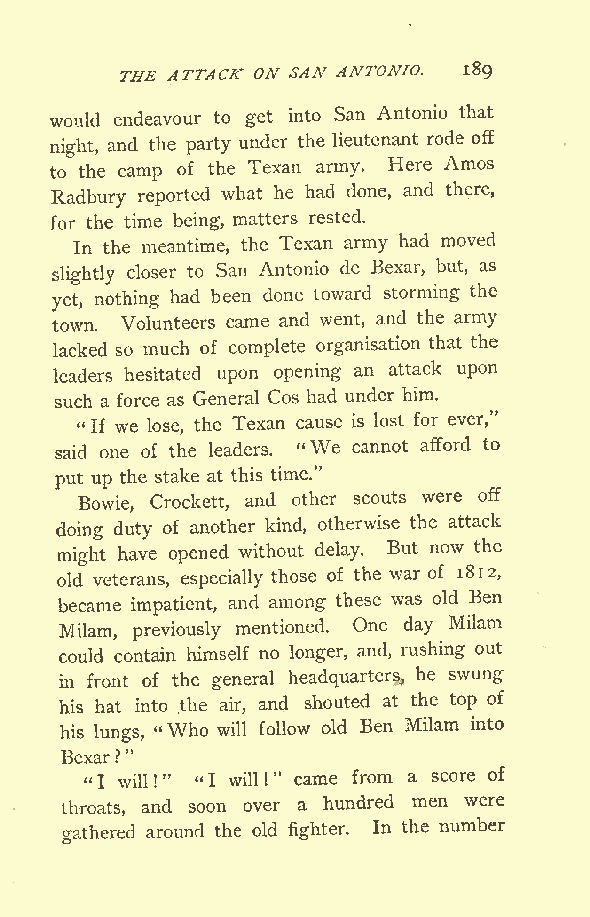 THE ATTACK ON SAN ANTONIO. 189
would endeavour to get into San Antonio that
night, and the party under the lieutenant rode off
to the camp of the Texan army. Here Amos
Radbury reported what he had done, and there,
for the time being, matters rested.
In the meantime, the Texan army had moved
slightly closer to San Antonio de Bexar, but, as
yet, nothing had been done toward storming the
town. Volunteers came and went, and the army
lacked so much of complete organisation that the
leaders hesitated upon opening an attack upon
such a force as General Cos had under him.
"If we lose, the Texan cause is lost for ever,"
said one of the leaders. "We cannot afford to
put up the stake at this time."
Bowie, Crockett, and other scouts were off
doing duty of another kind, otherwise the attack
might have opened without delay. But now the
old veterans, especially those of the war of 1812,
became impatient, and among these was old Ben
Milam, previously mentioned. One day Milam
could contain himself no longer, and, rushing out
in front of the general headquarters, he swung
his hat into the air, and shouted at the top of
his lungs, "Who will follow old Ben Milam into
Bexar?"
"I will!" "I will!" came from a score of
throats, and soon over a hundred men were
gathered around the old fighter. In the number